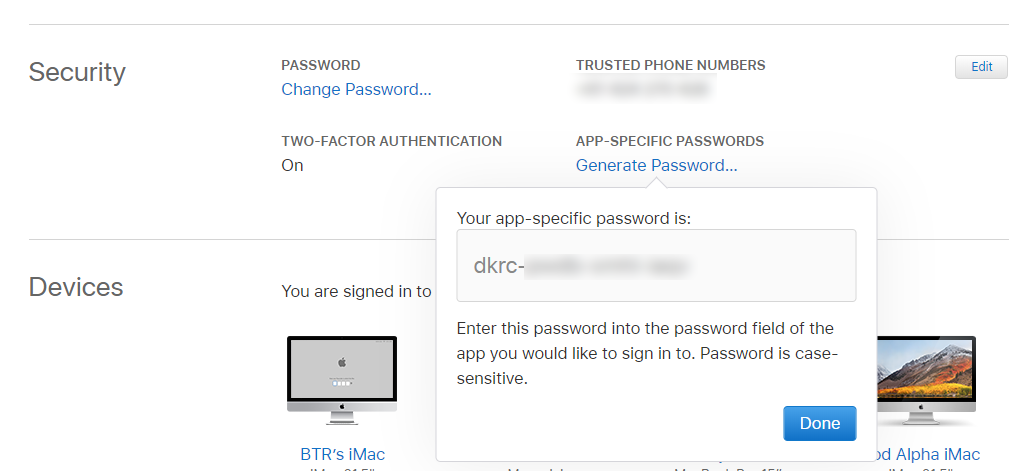 Security
PASSWORD
Change Password...
TRUSTED PHONE NUMBERS
Edit
TWO-FACTOR AUTHENTICATION
On
APP-SPECIFIC PASSWORDS
Generate Password...
Your app-specific password is:
dkrc-
Enter this password into the password field of the
app you would like to sign in to. Password is case-
sensitive.
Done
Devices
You are signed in to
BTR's iMac
od Alpha iMac